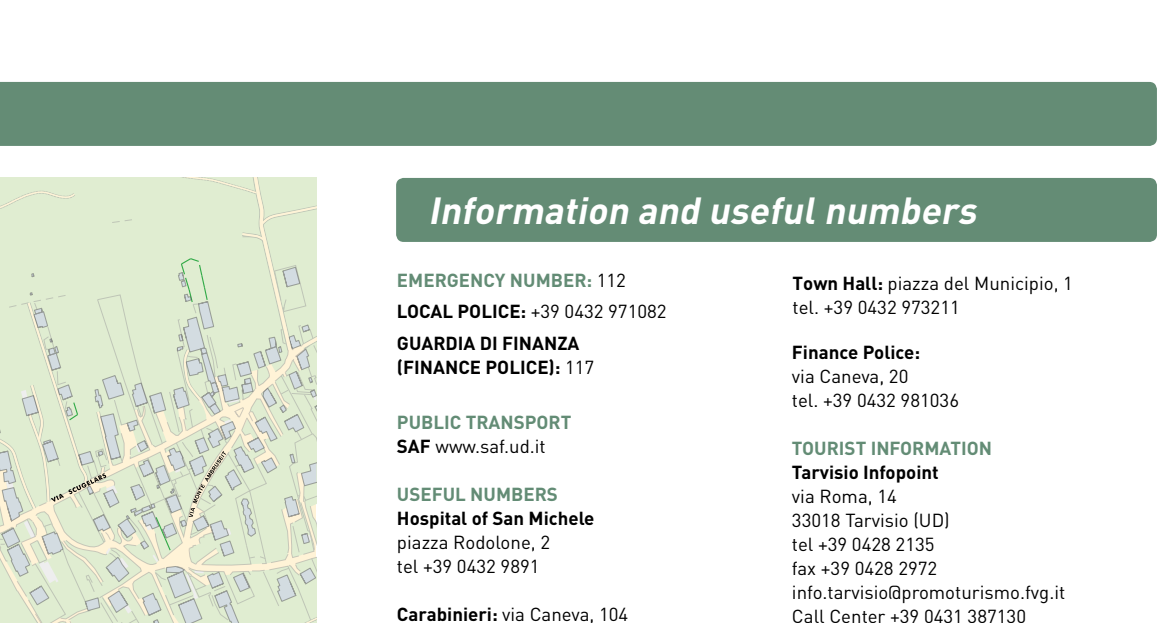 Information and useful numbers
EMERGENCY NUMBER: 112
LOCAL POLICE: +39 0432 971082
GUARDIA DI FINANZA
(FINANCE POLICE): 117
PUBLIC TRANSPORT
SAF www.saf.ud.it
USEFUL NUMBERS
Hospital of San Michele
piazza Rodolone, 2
tel +39 0432 9891
Carabinieri: via Caneva, 104
Town Hall: piazza del Municipio, 1
tel. +39 0432 973211
Finance Police:
via Caneva, 20
tel. +39 0432 981036
TOURIST INFORMATION
Tarvisio Infopoint
via Roma, 14
33018 Tarvisio (UD)
tel +39 0428 2135
fax +39 0428 2972
info.tarvisio@promoturismo.fvg.it
Call Center +39 0431 387130
VIA SCUGELARS
VIA MONTE AMBRUSEIT